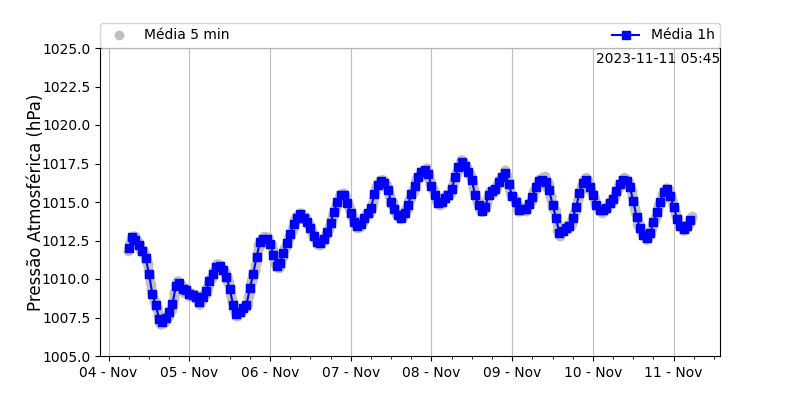 Média 5 min
Média 1h
2023-11-11 05:45
Pressão Atmosférica (hPa)
1025.0
1022.5
1020.0
1017.5
1015.0
1012.5
1010.0
1007.5
1005.0
04 - Nov
05 - Nov
06 - Nov
07 - Nov
08 - Nov
09 - Nov
10 - Nov
11 - Nov